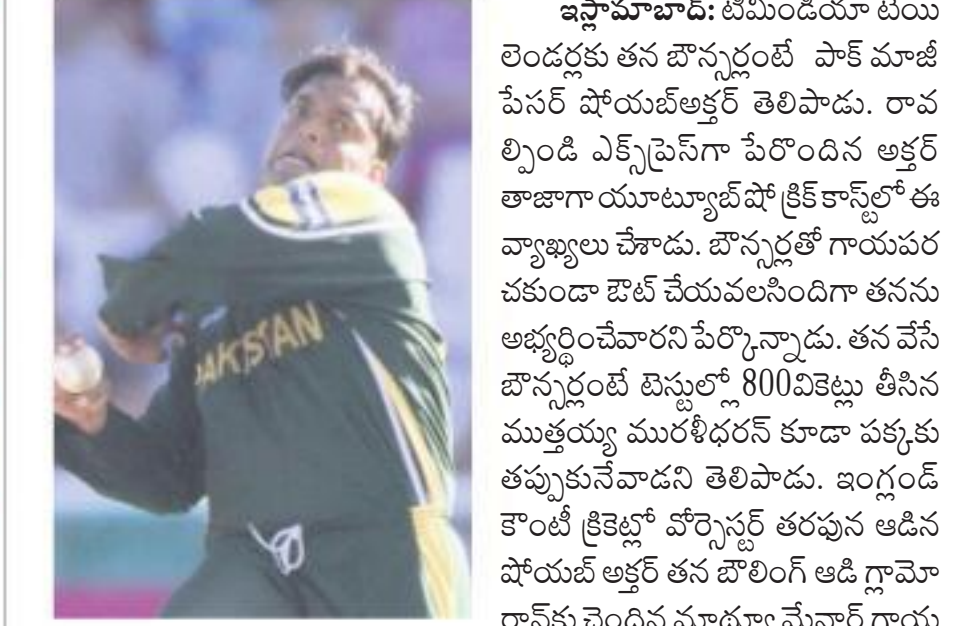 PAKISTAN
ఇస్లామాబాద్: టీమిండియా టెయి
లెండర్లకు తన బౌన్సర్లంటే పాక్ మాజీ
పేసర్ షోయబ్అక్తర్ తెలిపాడు. రావ
ల్పిండి ఎక్స్‌ప్రెస్‌గా పేరొందిన అక్తర్
తాజాగా యూట్యూబ్ షో క్రిక్ కాస్ట్‌లో ఈ
వ్యాఖ్యలు చేశాడు. బౌన్సర్లతో గాయపర
చకుండా ఔట్ చేయవలసిందిగా తనను
అభ్యర్థించేవారని పేర్కొన్నాడు. తన వేసే
బౌన్సర్లంటే టెస్టుల్లో 800వికెట్లు తీసిన
ముత్తయ్య మురళీధరన్ కూడా పక్కకు
తప్పుకునేవాడని తెలిపాడు. ఇంగ్లండ్
కౌంటీ క్రికెట్లో వోర్సెస్టర్ తరఫున ఆడిన
షోయబ్ అక్తర్ తన బౌలింగ్ ఆడి గ్లామో
గ్రాన్‌కు చెందిన మాథ్యూ మేనార్డ్ గాయ